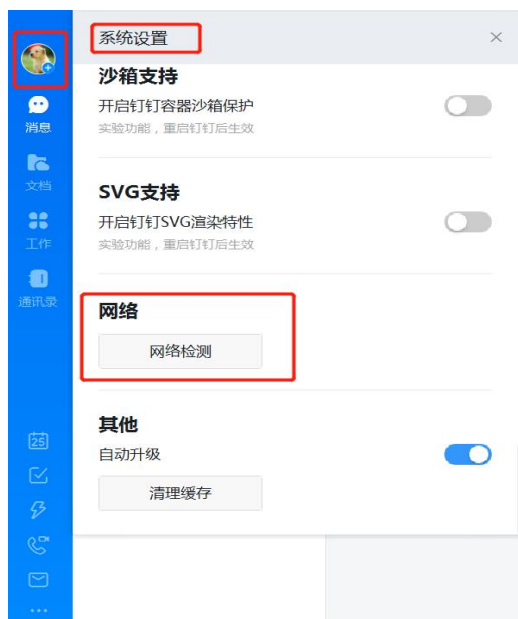 系统设置
沙箱支持
开启钉钉容器沙箱保护
实验功能，重启钉钉后生效
SVG支持
开启钉钉SVG渲染特性
实验功能，重启钉钉后生效
网络
网络检测
其他
自动升级
清理缓存
消息
文档
工作
通讯录
25